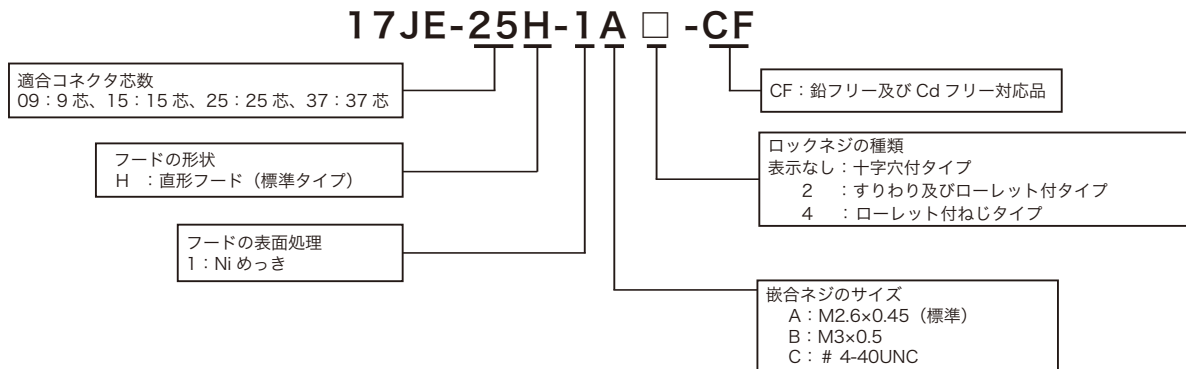 17JE-25H-1A □ -CF
適合コネクタ芯数
09：9 芯、15：15 芯、25：25 芯、37：37 芯
フードの形状
H ：直形フード（標準タイプ）
フードの表面処理
1：Ni めっき
CF：鉛フリー及び Cd フリー対応品
ロックネジの種類
表示なし：十字穴付タイプ
2 ：すりわり及びローレット付タイプ
4 ：ローレット付ねじタイプ
嵌合ネジのサイズ
A：M2.6×0.45（標準）
B：M3×0.5
C：# 4-40UNC